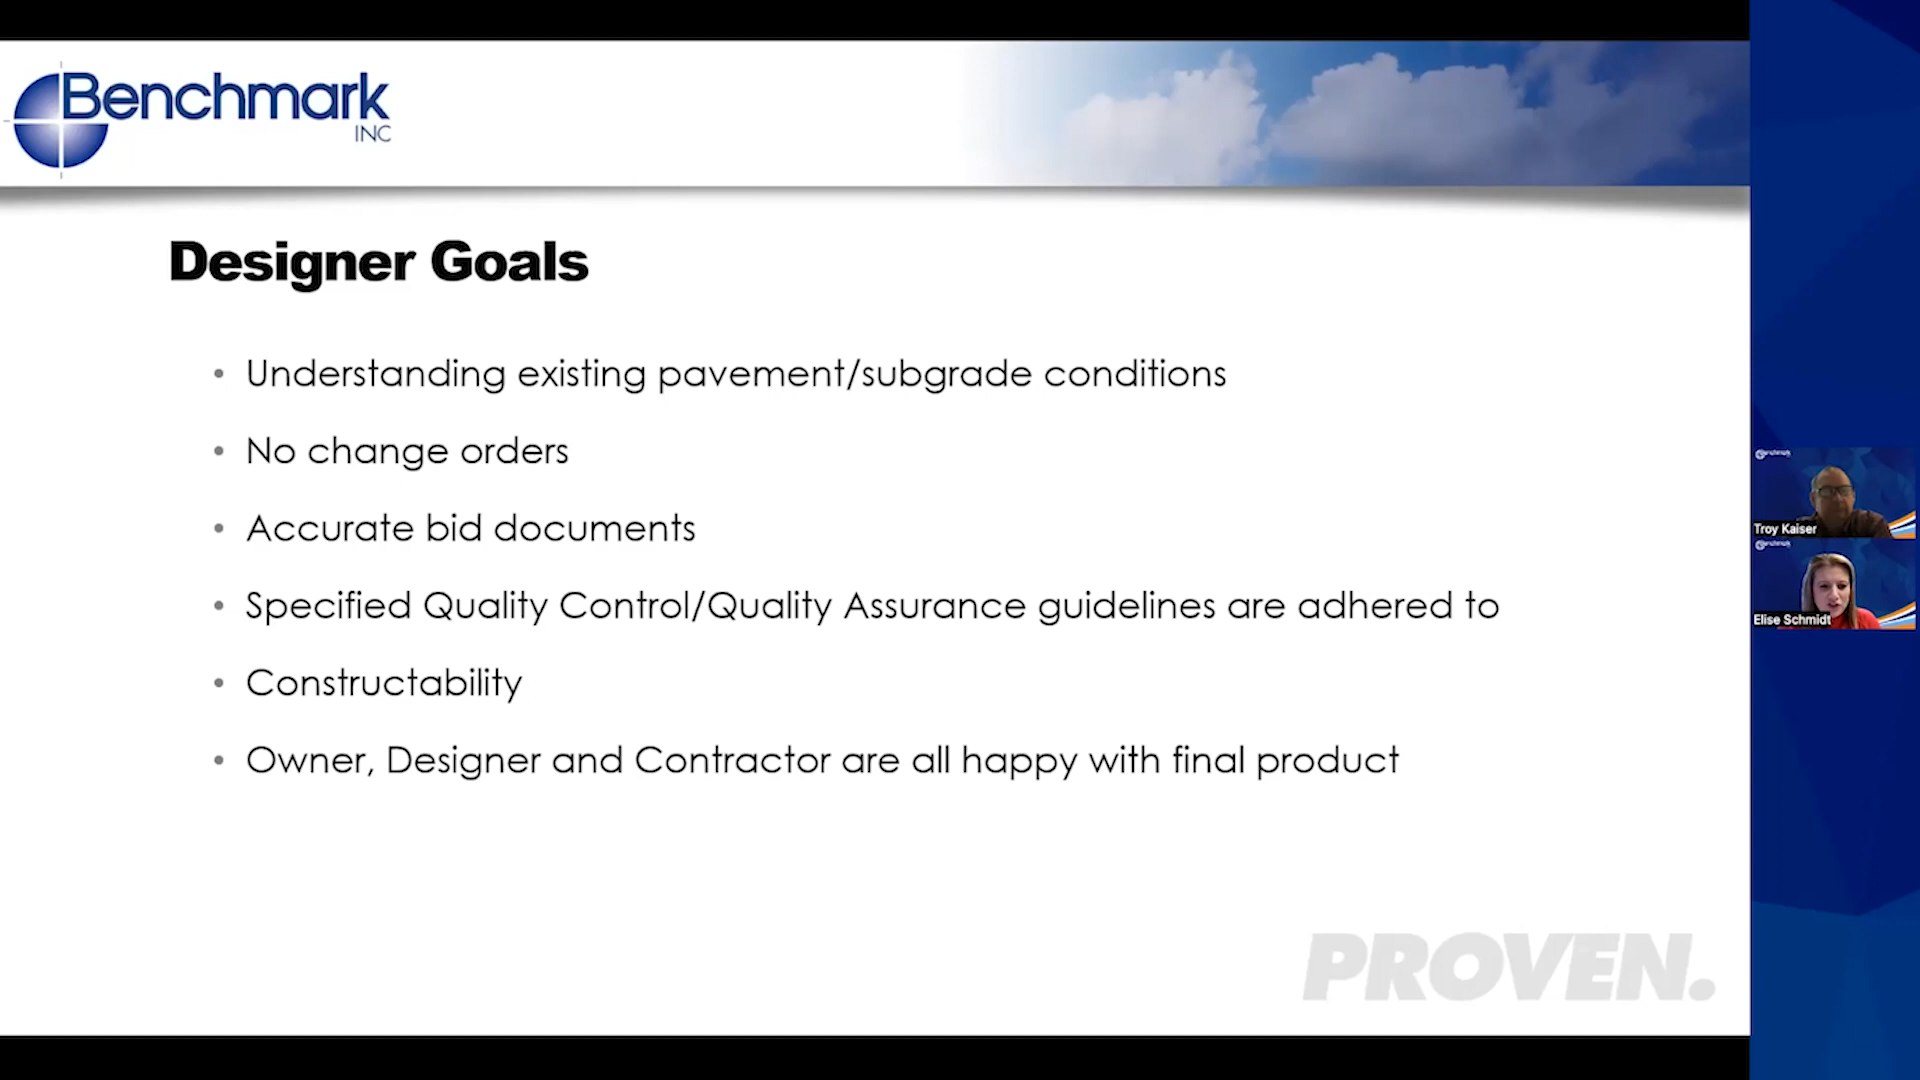 Benchmark
INC
Designer Goals
• Understanding existing pavement/subgrade conditions
• No change orders
• Accurate bid documents
• Specified Quality Control/Quality Assurance guidelines are adhered to
• Constructability
• Owner, Designer and Contractor are all happy with final product
PROVEN.
Benchmark
Troy Kaiser
Benchmark
Elise Schmidt